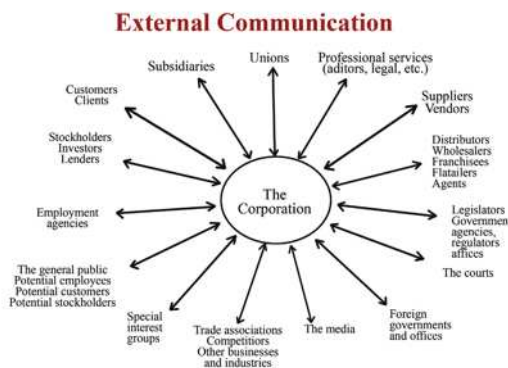 External Communication
Subsidiaries
Unions
Professional services
(aditors, legal, etc.)
Customers
Clients
Suppliers
Vendors
Stockholders
Investors
Lenders
Distributors
Wholesalers
Franchisees
Flatailers
Agents
The
Corporation
Employment
agencies
Legislators
Government
agencies,
regulators
affices
The general public
Potential employees
Potential customers
Potential stockholders
The courts
Special
interest
groups
Trade associations
Competitiors
Other businesses
and industries
The media
Foreign
governments
and offices